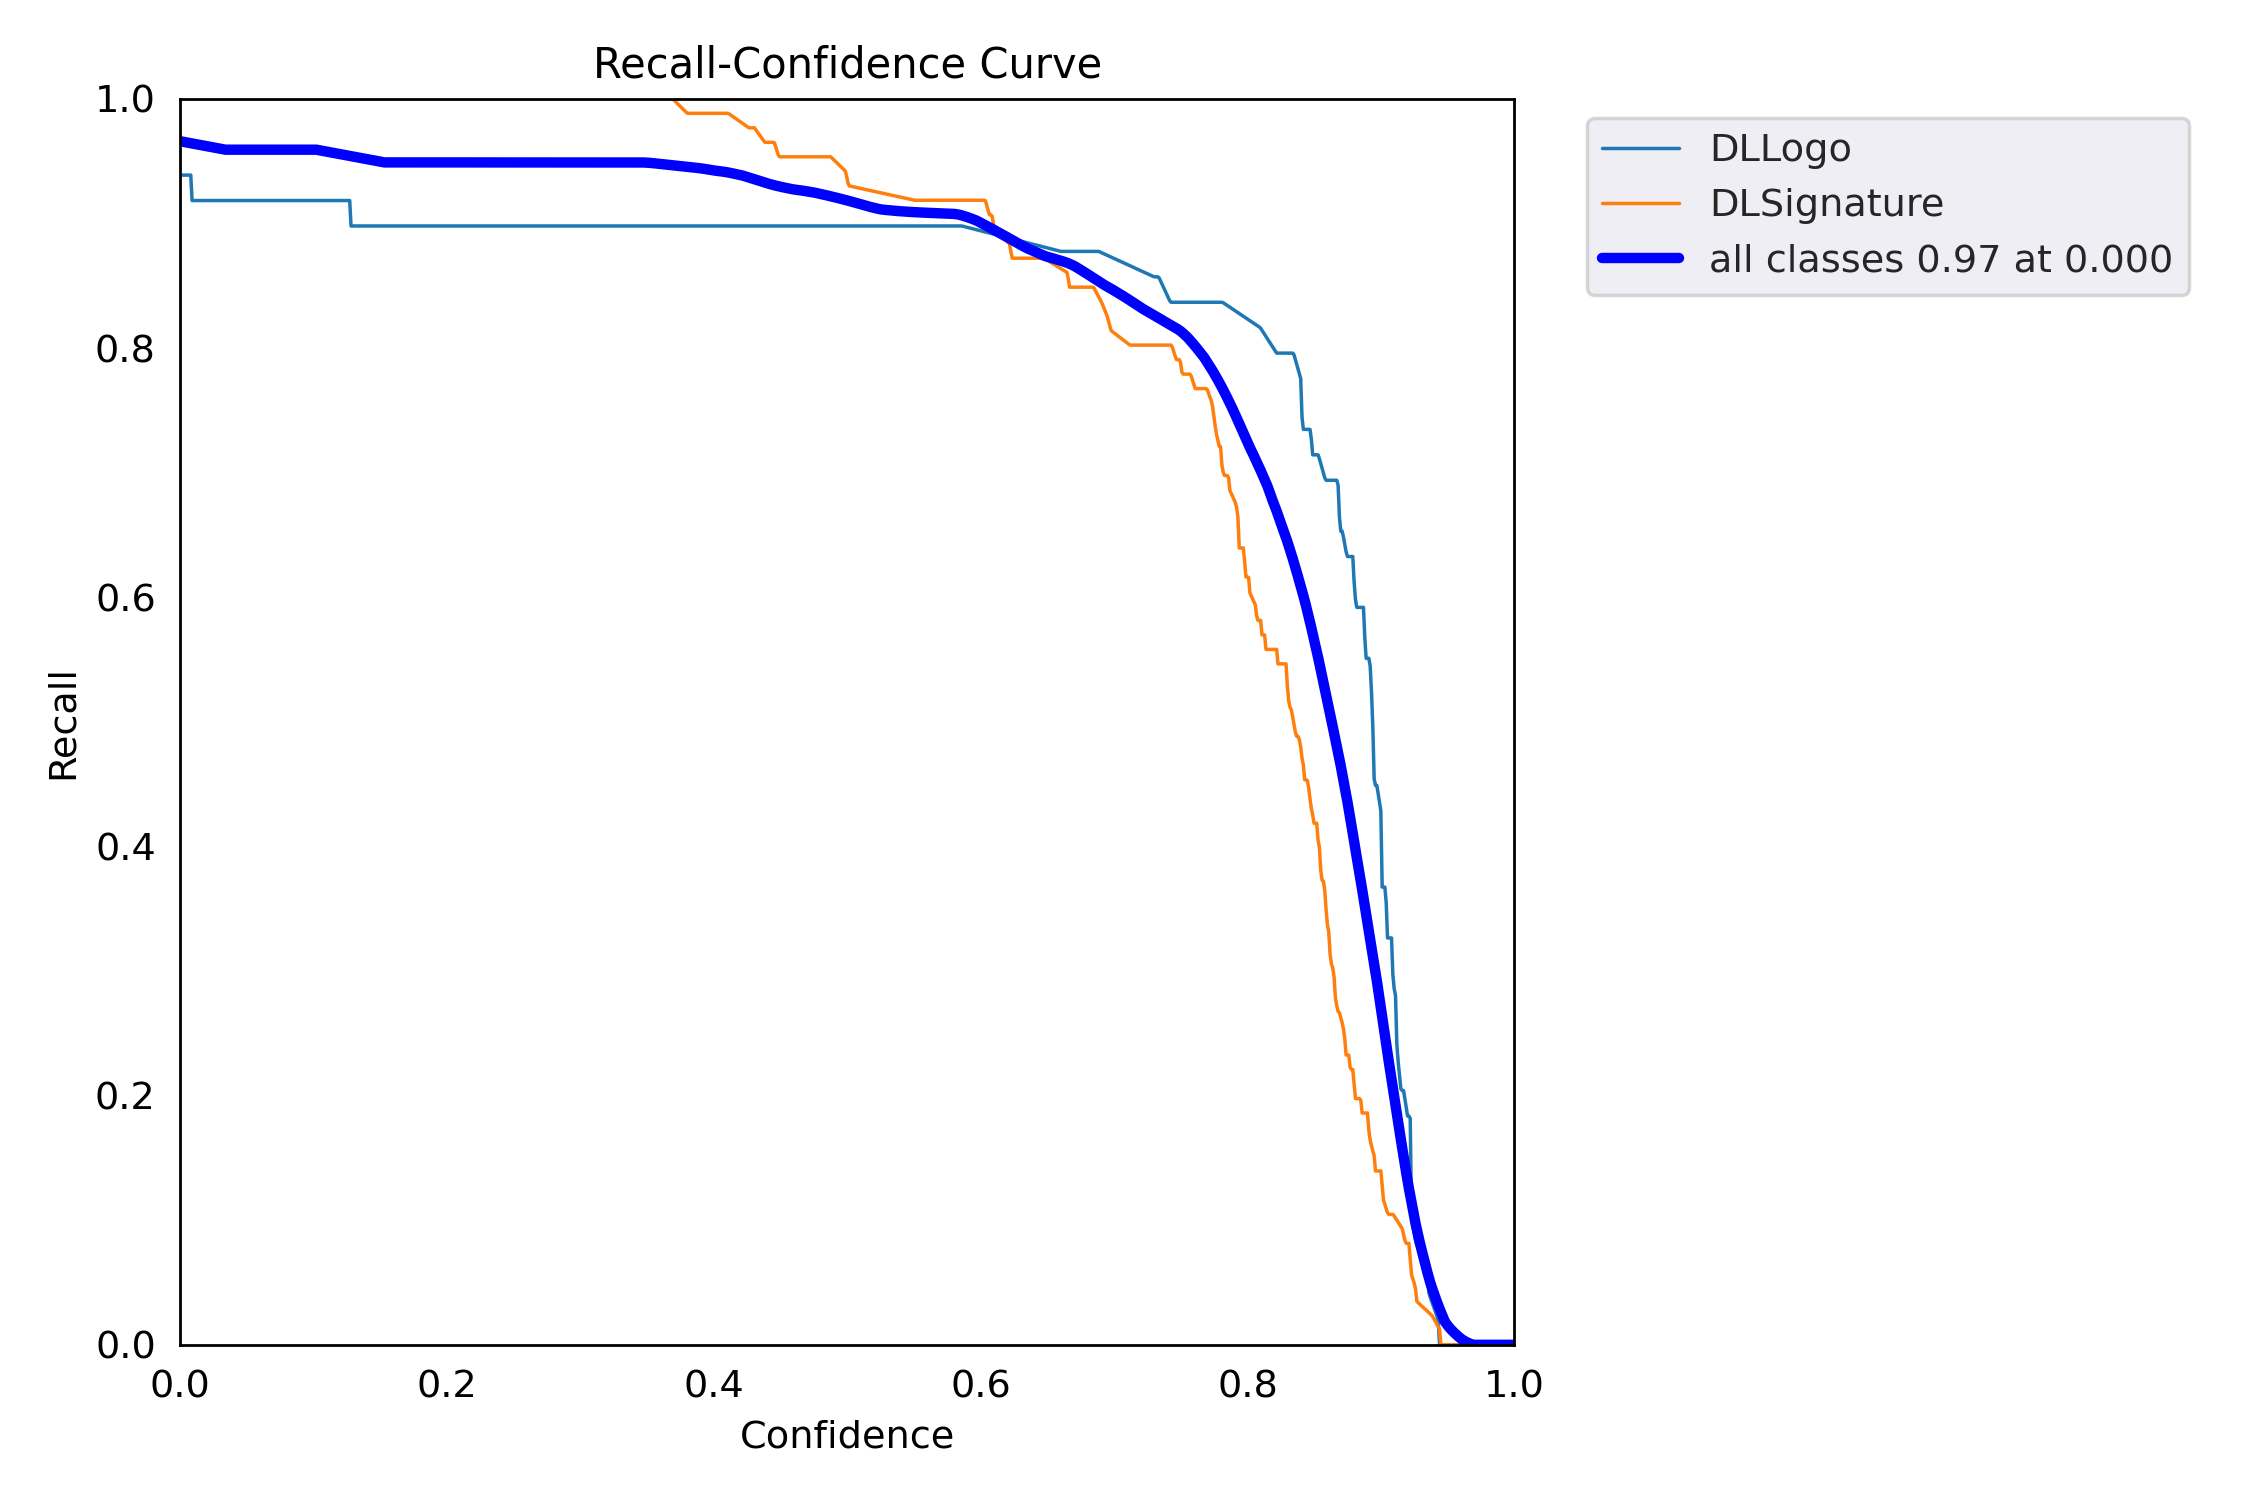 Recall-Confidence Curve
1.0
0.8
0.6
0.4
0.2
0.0
Recall
0.0 0.2 0.4 0.6 0.8 1.0
Confidence
DLLogo
DLSignature
all classes 0.97 at 0.000